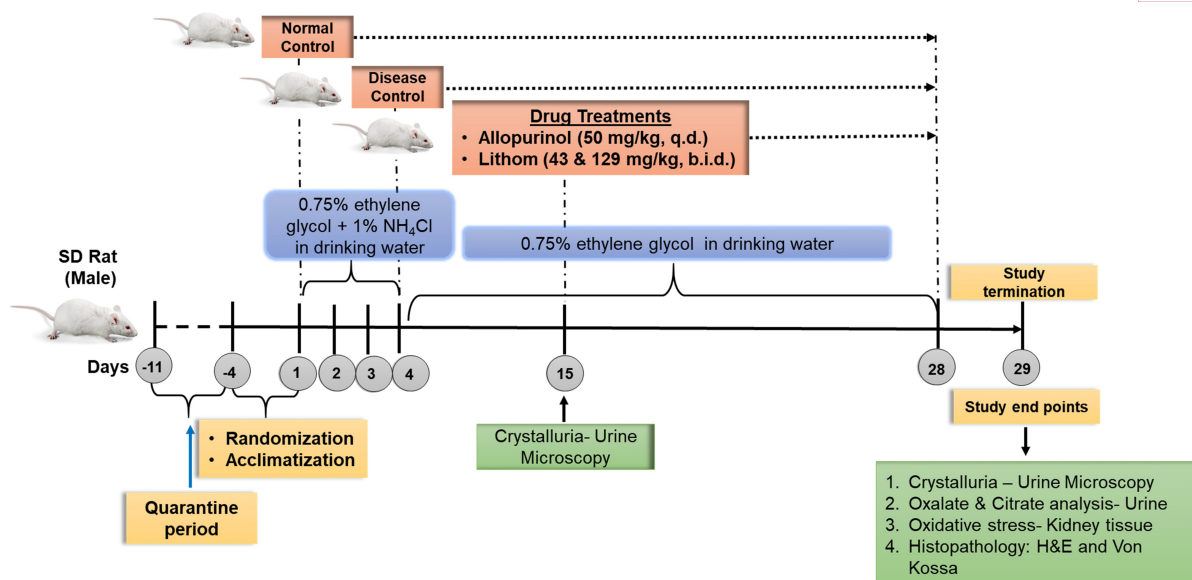 Normal
Control
Disease
Control
Drug Treatments
• Allopurinol (50 mg/kg, q.d.)
• Lithom (43 & 129 mg/kg, b.i.d.)
0.75% ethylene
glycol + 1% NH₄Cl
in drinking water
0.75% ethylene glycol in drinking water
SD Rat
(Male)
Study
termination
Days
-11
-4
1
2
3
4
15
28
29
• Randomization
• Acclimatization
Quarantine
period
Crystalluria- Urine
Microscopy
Study end points
1. Crystalluria – Urine Microscopy
2. Oxalate & Citrate analysis- Urine
3. Oxidative stress- Kidney tissue
4. Histopathology: H&E and Von
Kossa